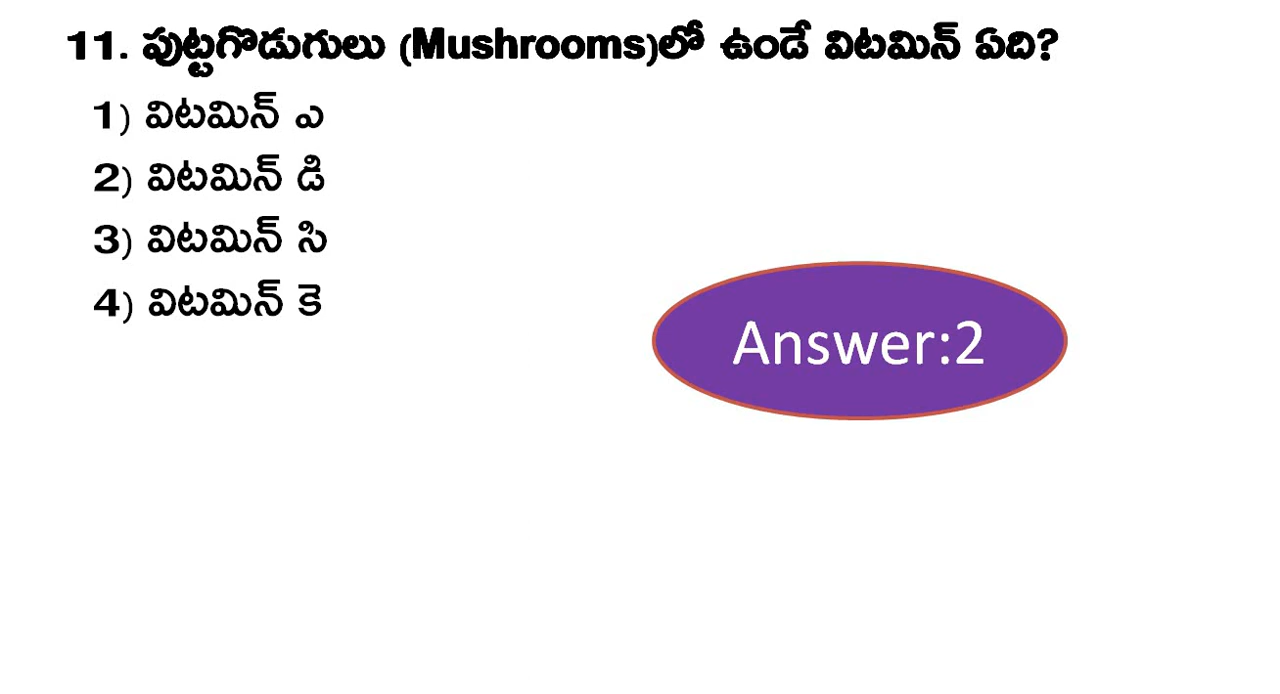 11. పుట్టగొడుగులు (Mushrooms)లో ఉండే విటమిన్ ఏది?
1) విటమిన్ ఎ
2) విటమిన్ డి
3) విటమిన్ సి
4) విటమిన్ కె
Answer:2